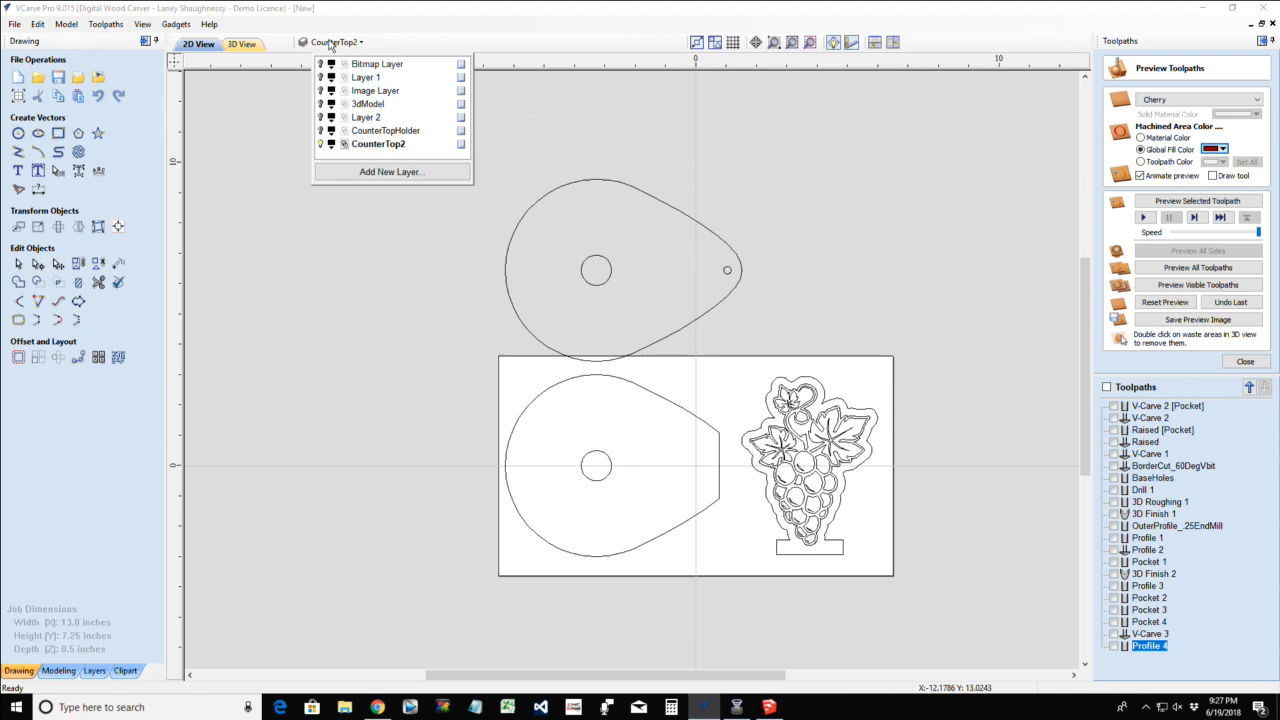 VCarve Pro 9.015 {Digital Wood Carver - Laney Shaughnessy - Demo Licence} - [New]
File Edit Model Toolpaths View Gadgets Help
Drawing
2D View 3D View
CounterTop2
Toolpaths
File Operations
Create Vectors
Transform Objects
Edit Objects
Offset and Layout
Job Dimensions
Width (X): 13.0 inches
Height (Y): 7.25 inches
Depth (Z): 0.5 inches
Drawing Modeling Layers Clipart
Ready
Bitmap Layer
Layer 1
Image Layer
3dModel
Layer 2
CounterTopHolder
CounterTop2
Add New Layer...
0
10
10
0
Preview Toolpaths
Cherry
Solid Material Color
Machined Area Color ....
Material Color
Global Fill Color
Toolpath Color Set All
Animate preview Draw tool
Preview Selected Toolpath
Speed
Preview All Sides
Preview All Toolpaths
Preview Visible Toolpaths
Reset Preview Undo Last
Save Preview Image
Double click on waste areas in 3D view
to remove them.
Close
Toolpaths
V-Carve 2 [Pocket]
V-Carve 2
Raised [Pocket]
Raised
V-Carve 1
BorderCut_60DegVbit
BaseHoles
Drill 1
3D Roughing 1
3D Finish 1
OuterProfile_.25EndMill
Profile 1
Profile 2
Pocket 1
3D Finish 2
Profile 3
Pocket 2
Pocket 3
Pocket 4
V-Carve 3
Profile 4
X:-12.1786 Y: 13.0243
Type here to search
9:27 PM
6/19/2018